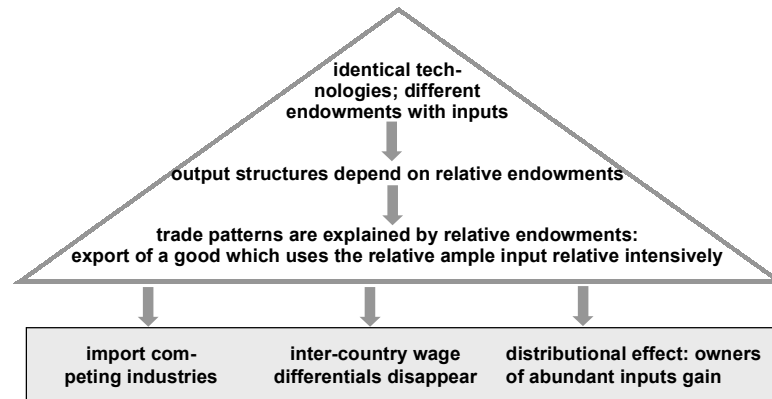 identical tech-
nologies; different
endowments with inputs
output structures depend on relative endowments
trade patterns are explained by relative endowments:
export of a good which uses the relative ample input relative intensively
import com-
peting industries
inter-country wage
differentials disappear
distributional effect: owners
of abundant inputs gain